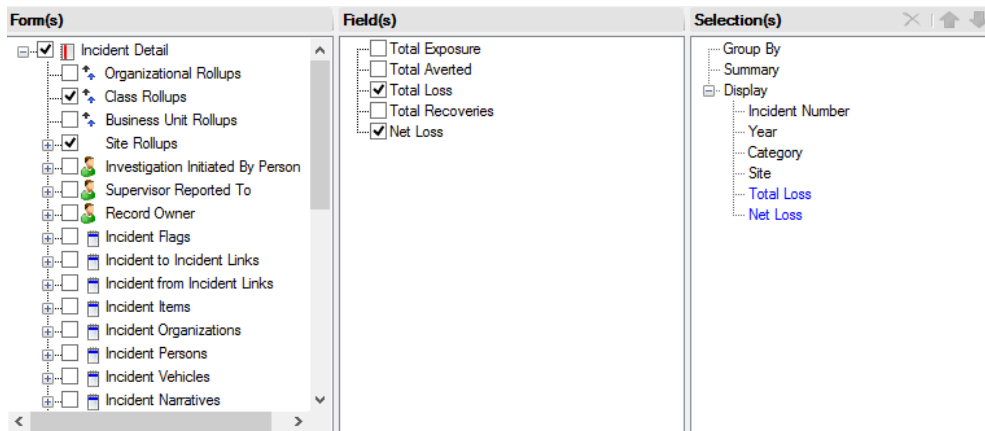 Form(s)
Incident Detail
Organizational Rollups
Class Rollups
Business Unit Rollups
Site Rollups
Investigation Initiated By Person
Supervisor Reported To
Record Owner
Incident Flags
Incident to Incident Links
Incident from Incident Links
Incident Items
Incident Organizations
Incident Persons
Incident Vehicles
Incident Narratives
Field(s)
Total Exposure
Total Averted
Total Loss
Total Recoveries
Net Loss
Selection(s)
Group By
Summary
Display
Incident Number
Year
Category
Site
Total Loss
Net Loss